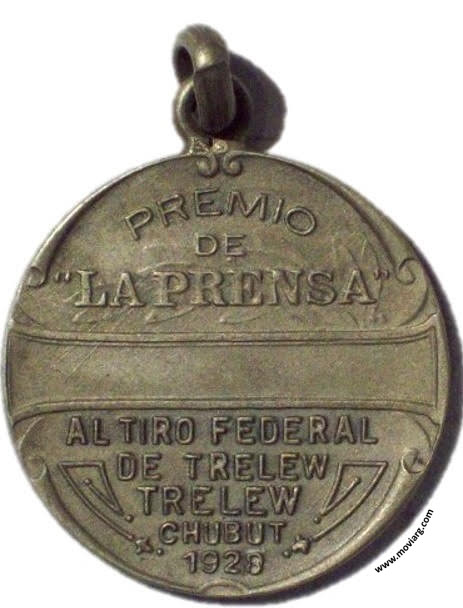 PREMIO
DE
"LA PRENSA"
AL TIRO FEDERAL
DE TRELEW
TRELEW
CHUBUT
1928
www.moviarg.com